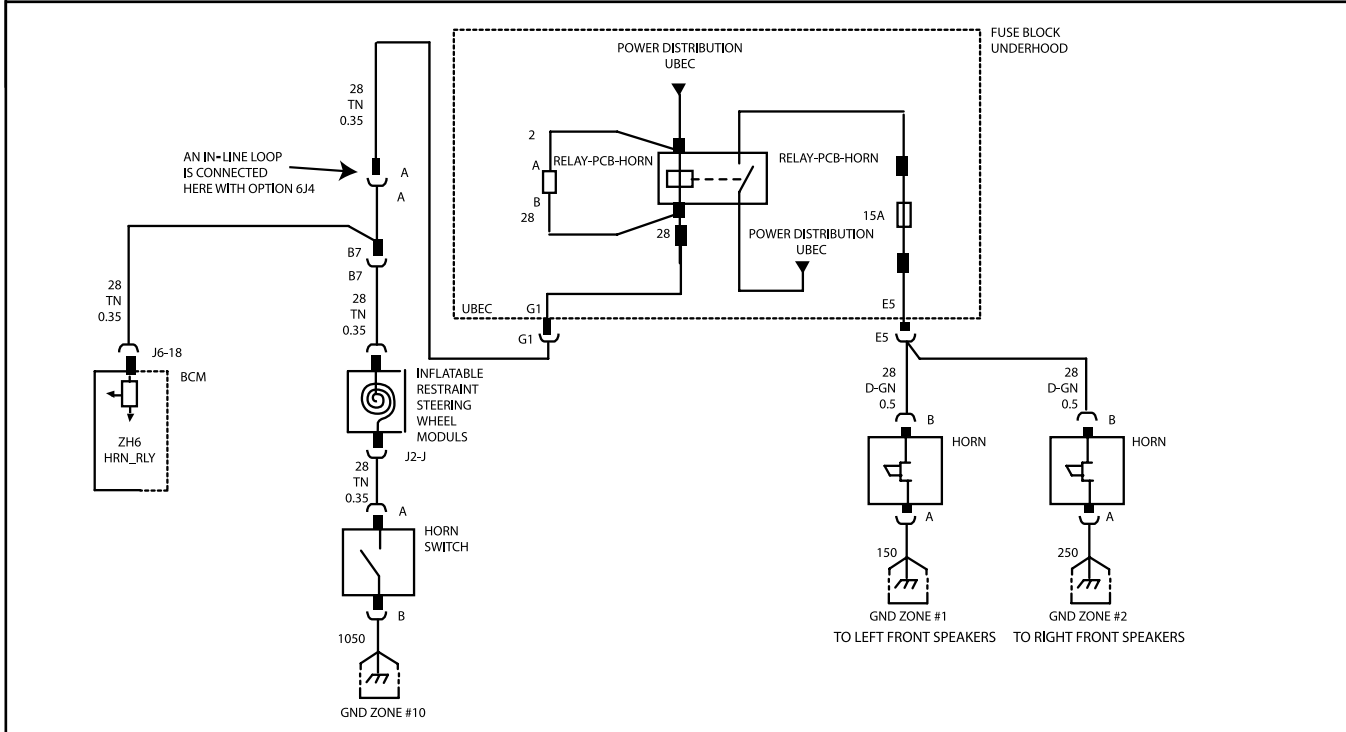 FUSE BLOCK
UNDERHOOD
POWER DISTRIBUTION
UBEC
28
TN
0.35
2
A
RELAY-PCB-HORN
RELAY-PCB-HORN
B
28
28
15A
POWER DISTRIBUTION
UBEC
AN IN-LINE LOOP
IS CONNECTED
HERE WITH OPTION 6J4
A
A
B7
B7
28
TN
0.35
28
TN
0.35
UBEC
G1
G1
E5
E5
J6-18
BCM
ZH6
HRN_RLY
INFLATABLE
RESTRAINT
STEERING
WHEEL
MODULS
J2-J
28
TN
0.35
A
HORN
SWITCH
B
1050
GND ZONE #10
28
D-GN
0.5
B
HORN
A
150
GND ZONE #1
TO LEFT FRONT SPEAKERS
28
D-GN
0.5
B
HORN
A
250
GND ZONE #2
TO RIGHT FRONT SPEAKERS